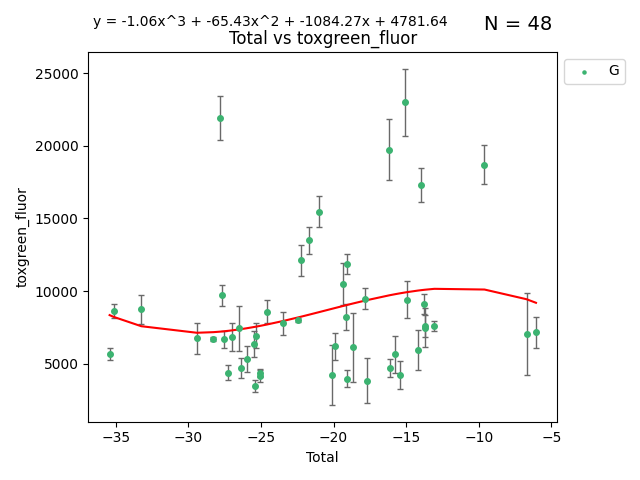 y = -1.06x^3 + -65.43x^2 + -1084.27x + 4781.64
N = 48
Total vs toxgreen_fluor
G
25000
20000
15000
10000
5000
toxgreen_fluor
−35
−30
−25
−20
−15
−10
−5
Total